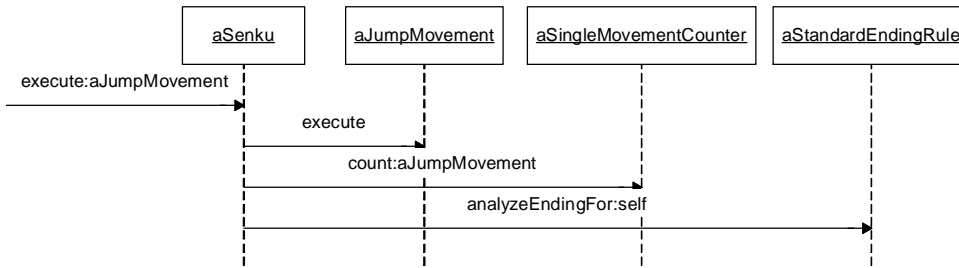 aSenku
aJumpMovement
aSingleMovementCounter
aStandardEndingRule
execute:aJumpMovement
execute
count:aJumpMovement
analyzeEndingFor:self